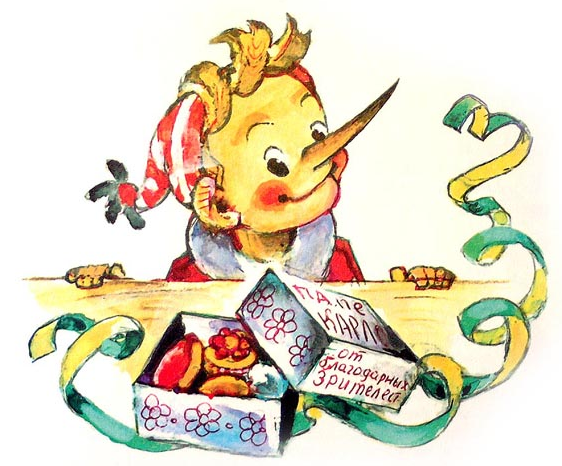 ПАПЕ
КАРЛО
от
благодарных
зрителей